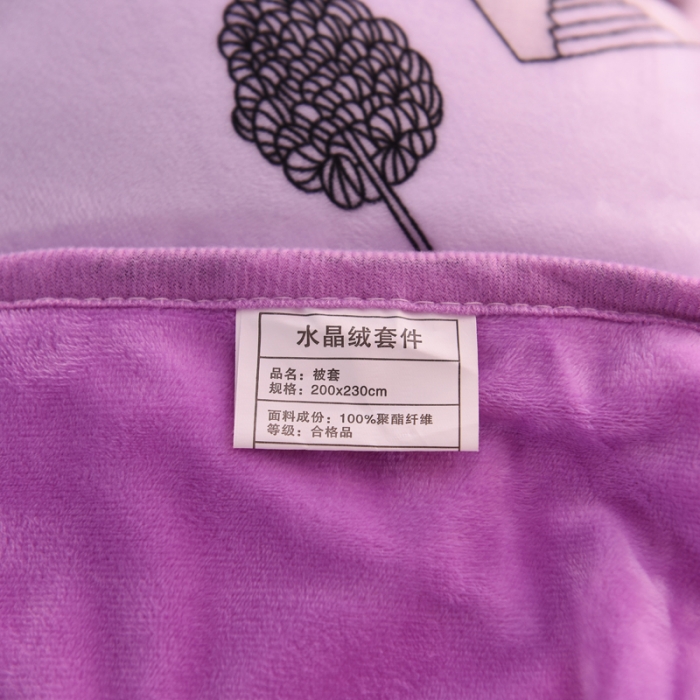 水晶绒套件
品名：被套
规格：200x230cm
面料成份：100%聚酯纤维
等级：合格品